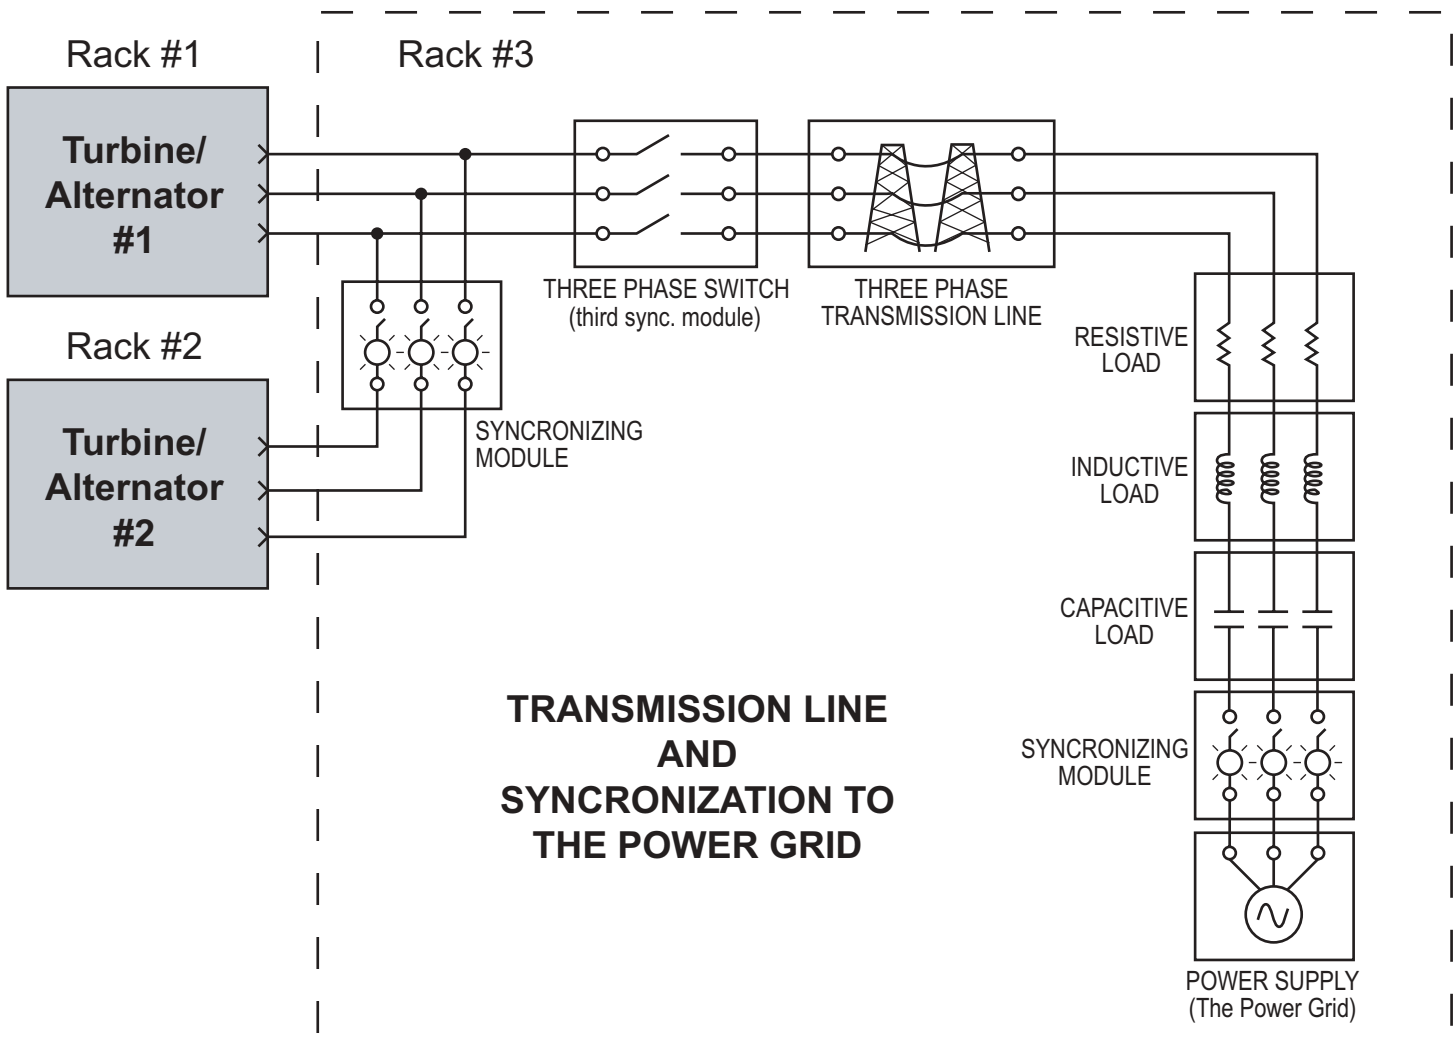 Rack #1
Rack #3
Turbine/
Alternator
#1
THREE PHASE SWITCH
(third sync. module)
THREE PHASE
TRANSMISSION LINE
Rack #2
RESISTIVE
LOAD
Turbine/
Alternator
#2
SYNCRONIZING
MODULE
INDUCTIVE
LOAD
CAPACITIVE
LOAD
TRANSMISSION LINE
AND
SYNCRONIZATION TO
THE POWER GRID
SYNCRONIZING
MODULE
POWER SUPPLY
(The Power Grid)